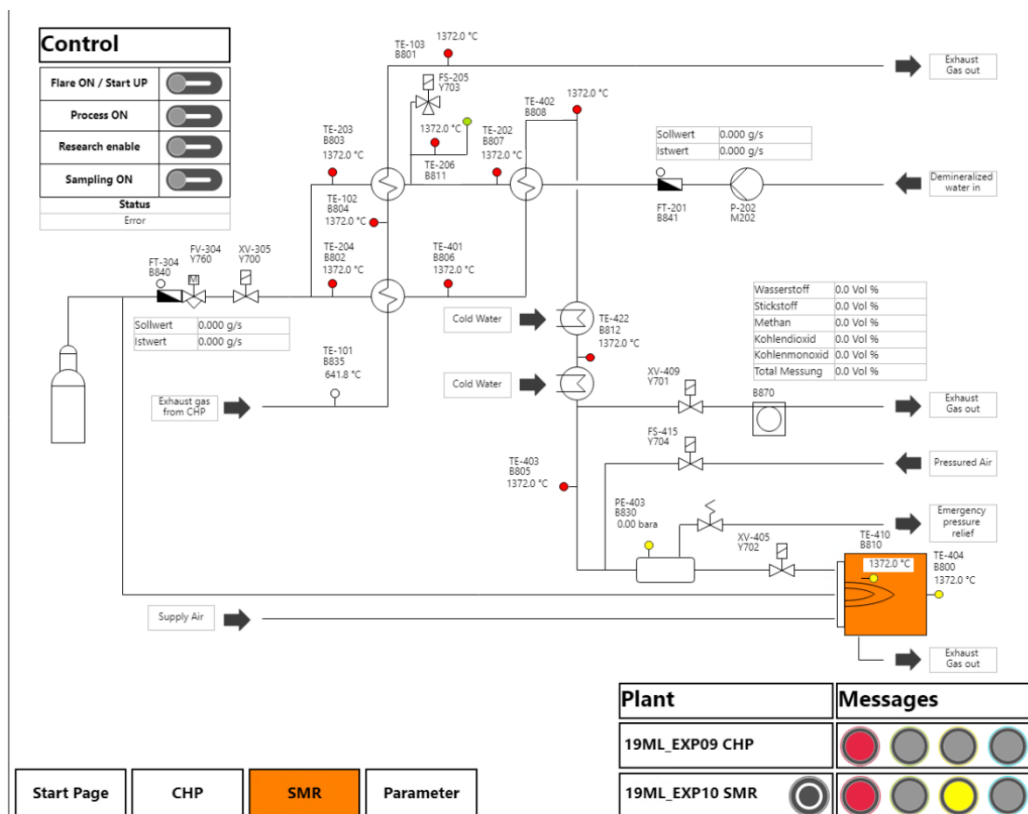 Control
Flare ON / Start UP
Process ON
Research enable
Sampling ON
Status
Error
TE-103
B801
1372.0 °C
Exhaust
Gas out
FS-205
Y703
TE-402
B808
1372.0 °C
TE-203
B803
1372.0 °C
1372.0 °C
TE-206
B811
TE-202
B807
1372.0 °C
Sollwert 0.000 g/s
Istwert 0.000 g/s
Demineralized
water in
FT-201
B841
P-202
M202
TE-102
B804
1372.0 °C
FT-304
B840
FV-304
Y760
M
XV-305
Y700
TE-204
B802
1372.0 °C
TE-401
B806
1372.0 °C
Sollwert 0.000 g/s
Istwert 0.000 g/s
Cold Water
TE-422
B812
1372.0 °C
Wasserstoff 0.0 Vol %
Stickstoff 0.0 Vol %
Methan 0.0 Vol %
Kohlendioxid 0.0 Vol %
Kohlenmonoxid 0.0 Vol %
Total Messung 0.0 Vol %
TE-101
B835
641.8 °C
Cold Water
XV-409
Y701
B870
Exhaust gas
from CHP
Exhaust
Gas out
FS-415
Y704
Pressured Air
TE-403
B805
1372.0 °C
PE-403
B830
0.00 bara
Emergency
pressure
relief
XV-405
Y702
TE-410
B810
1372.0 °C
TE-404
B800
1372.0 °C
Supply Air
Exhaust
Gas out
Plant Messages
19ML_EXP09 CHP
19ML_EXP10 SMR
Start Page CHP SMR Parameter